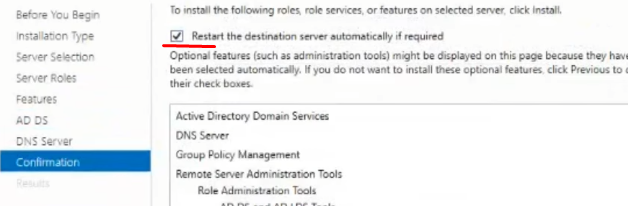 Before You Begin
Installation Type
Server Selection
Server Roles
Features
AD DS
DNS Server
Confirmation
Results
To install the following roles, role services, or features on selected server, click Install.
Restart the destination server automatically if required
Optional features (such as administration tools) might be displayed on this page because they have
been selected automatically. If you do not want to install these optional features, click Previous to
their check boxes.
Active Directory Domain Services
DNS Server
Group Policy Management
Remote Server Administration Tools
Role Administration Tools
AD DS and AD LDS Tools